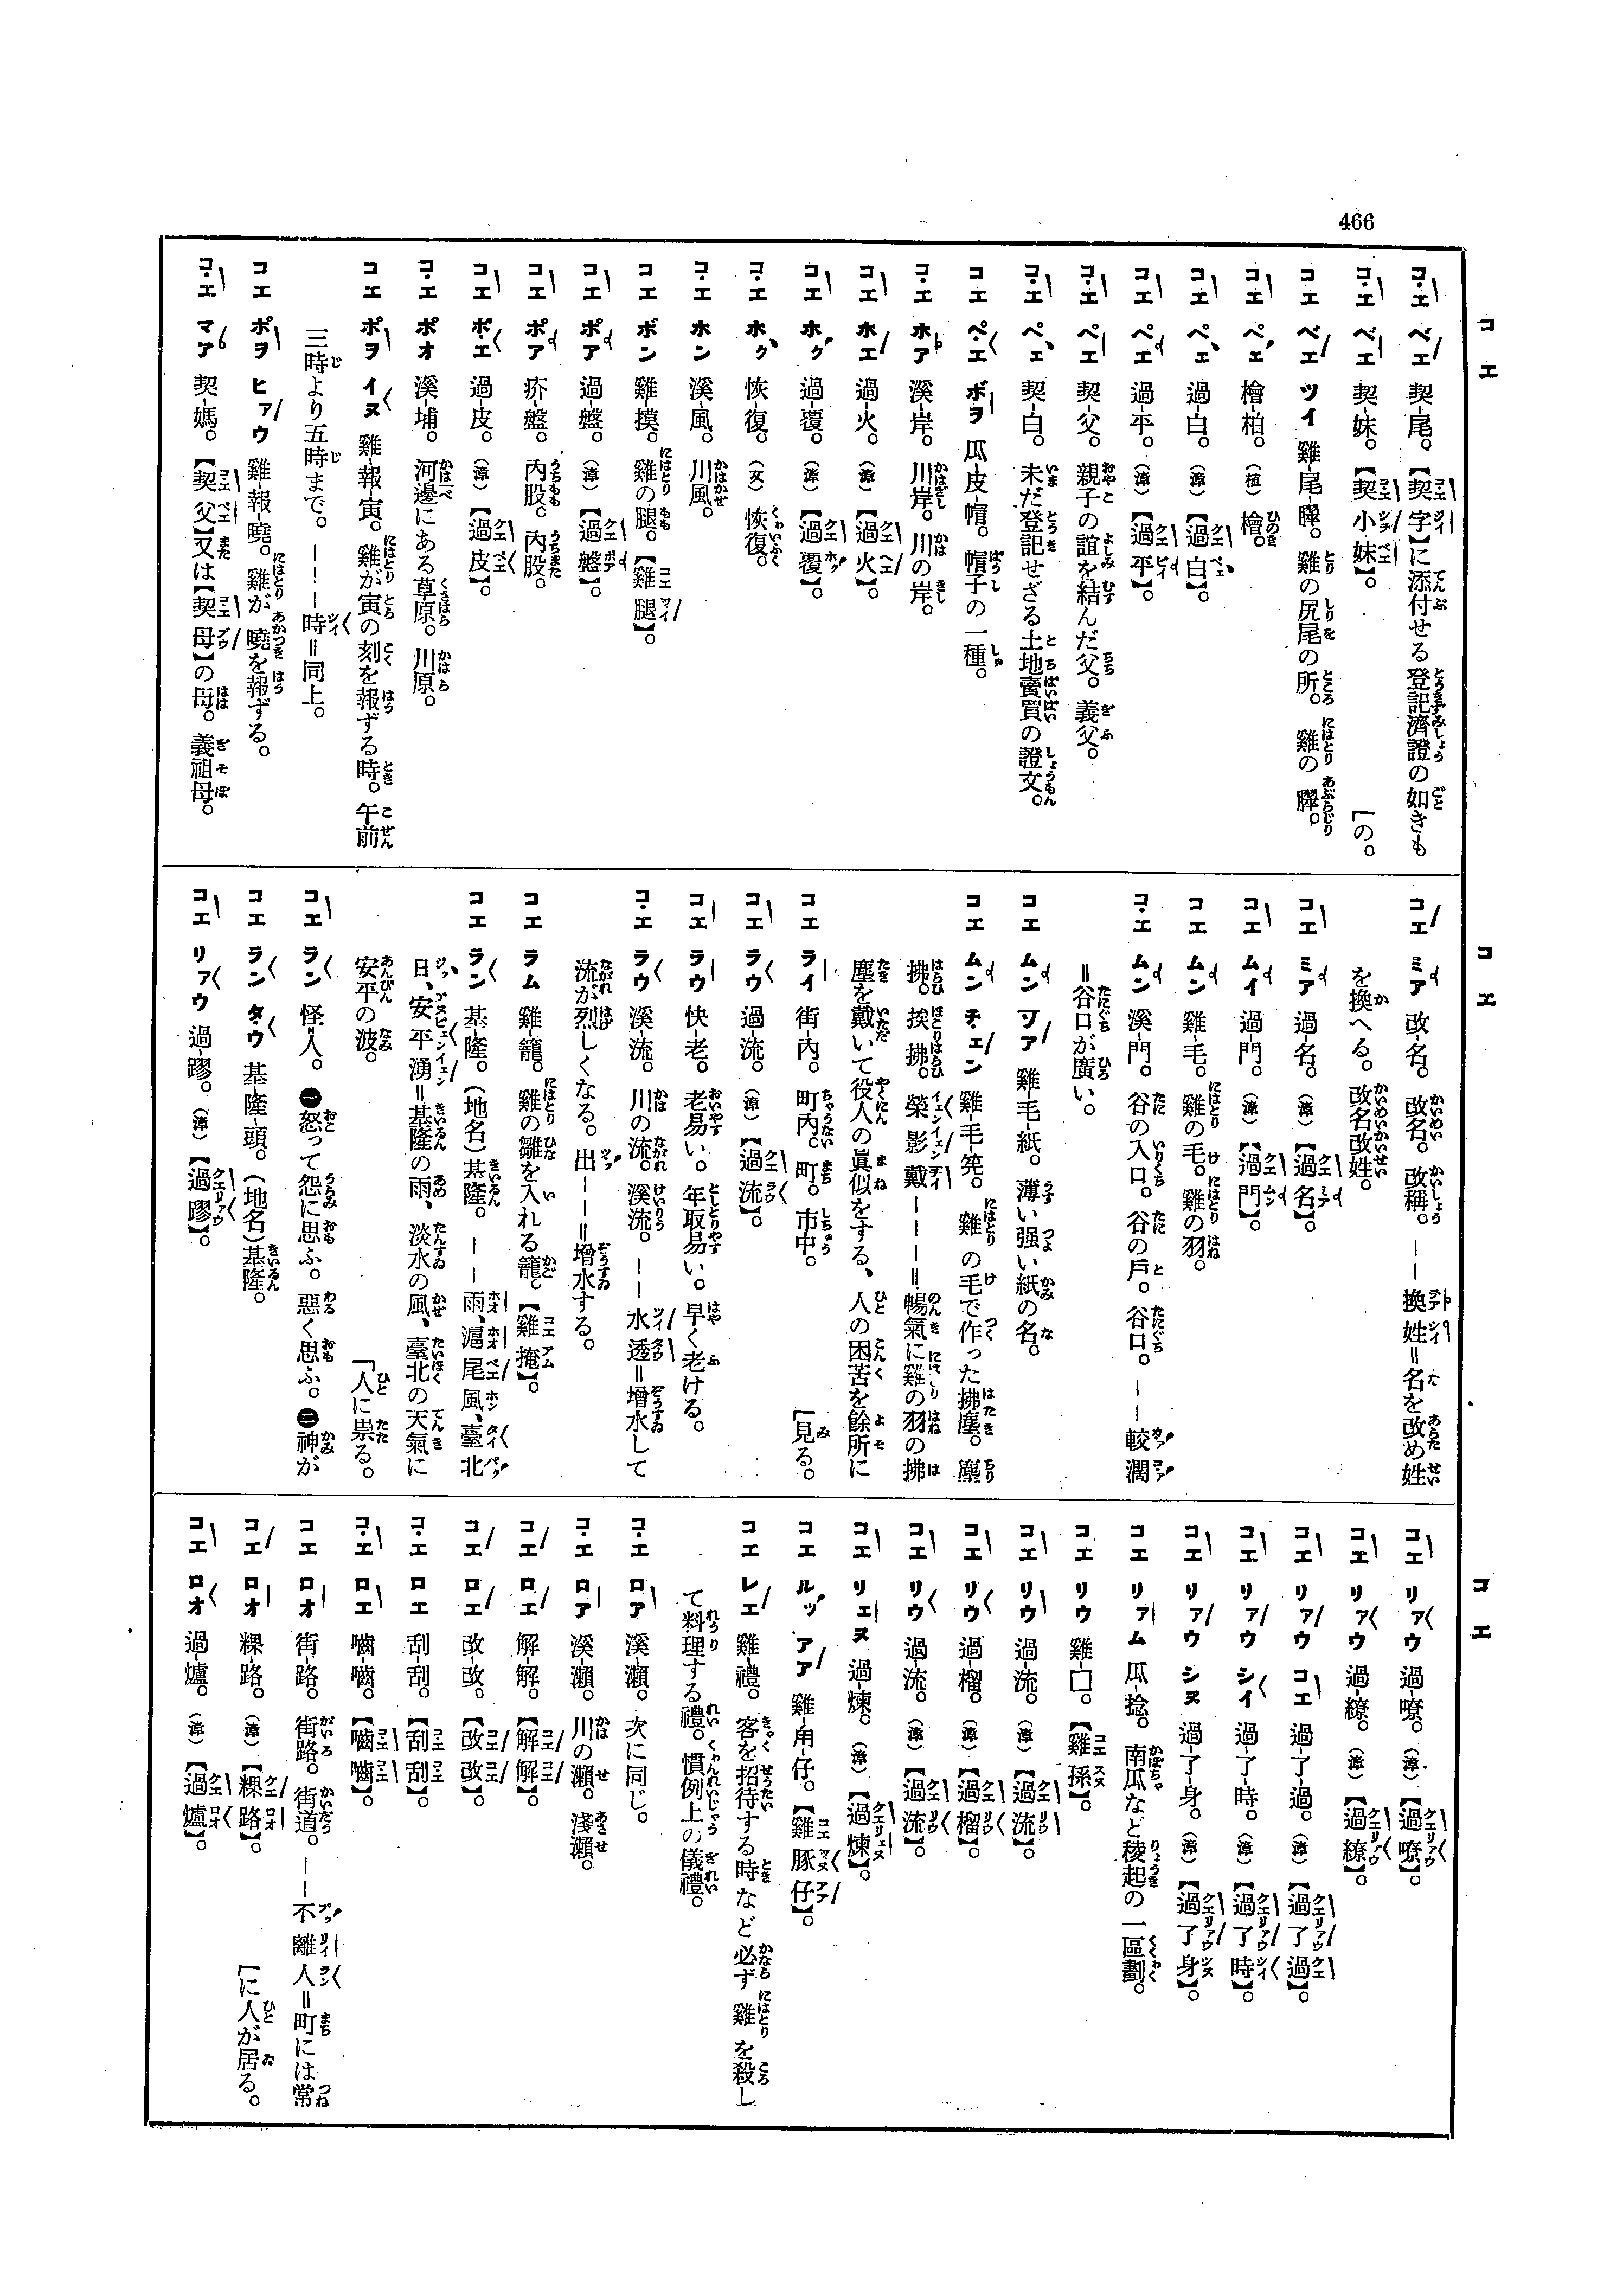 466
コエ
コ・エ ベエ 契-尾。【契字】に添付せる登記濟證の如きも
コ・エ ベエ 契-妹。【契小妹】。 「の。
コエ ベエ ツイ 雞-尾-脽。雞の尻尾の所。雞の脽。
コエ ペェ 檜-柏。(植)檜。
コエ ペェ 過-白。(漳)【過白】。
コエ ペエ 過-平。(漳)【過平】。
コ・エ ペエ 契-父。親子の誼を結んだ父。義父。
コ・エ ペェ 契-白。未だ登記せざる土地賣買の證文。
コエ ペ・エ ボヲ 瓜-皮-帽。帽子の一種。
コ・エ ホア 溪-岸。川岸。川の岸。
コエ ホエ 過-火。(漳)【過火】。
コエ ホク 過-覆。(漳)【過覆】。
コ・エ ホク 恢-復。(文)恢復。
コ・エ ホン 溪-風。川風。
コエ ボン 雞-摸。雞の腿。【雞腿】。
コエ ポア 過-盤。(漳)【過盤】。
コエ ポア 疥-盤。內股。內股。
コエ ポ・エ 過-皮。(漳)【過皮】。
コ・エ ポオ 溪-埔。河邊にある草原。川原。
コエ ポヲ イヌ 雞-報-寅。雞が寅の刻を報ずる時。午前
三時より五時まで。―――時=同上。
コエ ポヲ ヒァウ 雞-報-曉。雞が曉を報ずる。
コ・エ マア 契-媽。【契父】又は【契母】の母。義祖母。
コエ
コエ ミア 改-名。改名。改稱。――換姓=名を改め姓
を換へる。改名改姓。
コエ ミア 過-名。(漳)【過名】。
コエ ムイ 過-門。(漳)【過門】。
コエ ムン 雞-毛。雞の毛。雞の羽。
コ・エ ムン 溪-門。谷の入口。谷の戶。谷口。――較濶
=谷口が廣い。
コエ ムン ツア 雞-毛-紙。薄い强い紙の名。
コエ ムン チェン 雞-毛-筅。雞の毛で作った拂塵。塵
拂。挨拂。榮影戴―――=暢氣に雞の羽の拂
塵を戴いて役人の眞似をする、人の困苦を餘所に
コエ ライ 街-內。町內。町。市中。 「見る。
コエ ラウ 過-流。(漳)【過流】。
コエ ラウ 快-老。老易い。年取易い。早く老ける。
コ・エ ラウ 溪-流。川の流。溪流。――水透=增水して
流が烈しくなる。出――=增水する。
コエ ラム 雞-籠。雞の雛を入れる籠。【雞掩】。
コエ ラン 基-隆。(地名)基隆。――雨、滬尾風、臺北
日、安平湧=基隆の雨、淡水の風、臺北の天氣に
安平の波。 「人に祟る。
コエ ラン 怪-人。㊀怒って怨に思ふ。惡く思ふ。㊁神が
コエ ラン タ・ウ 基-隆-頭。(地名)基隆。
コエ リァウ 過-蹘。(漳)【過蹘】。
コエ
コエ リァウ 過-嘹。(漳)【過嘹】。
コエ リァウ 過-繚。(漳)【過繚】。
コエ リァウ コエ 過-了-過。(漳)【過了過】。
コエ リァウ シイ 過-了-時。(漳)【過了時】。
コエ リァウ シヌ 過-了-身。(漳)【過了身】。
コエ リァム 瓜-捻。南瓜など稜起の一區劃。
コエ リウ 雞-□。【雞孫】。
コエ リウ 過-流。(漳)【過流】。
コエ リウ 過-榴。(漳)【過榴】。
コエ リウ 過-流。(漳)【過流】。
コエ リェヌ 過-煉。(漳)【過煉】。
コエ ルッ アア 雞-甪-仔。【雞豚仔】。
コエ レエ 雞-禮。客を招待する時など必ず雞を殺し
て料理する禮。慣例上の儀禮。
コ・エ ロア 溪-瀨。次に同じ。
コ・エ ロア 溪-瀨。川の瀨。淺瀨。
コエ ロエ 解-解。【解解】。
コエ ロエ 改-改。【改改】。
コ・エ ロエ 刮-刮。【刮刮】。
コ・エ ロエ 嚙-嚙。【嚙嚙】。
コエ ロオ 街-路。街路。街道。――不離人=町には常
コエ ロオ 粿-路。(漳)【粿路】。 「に人が居る。
コエ ロオ 過-爐。(漳)【過爐】。